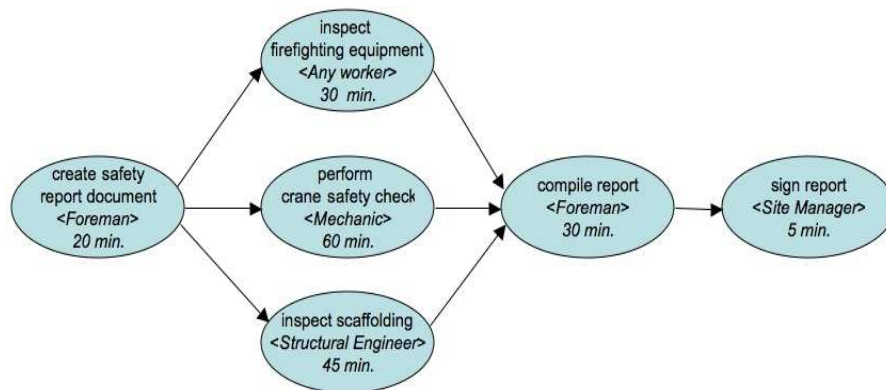 inspect
firefighting equipment
<Any worker>
30 min.
create safety
report document
<Foreman>
20 min.
perform
crane safety check
<Mechanic>
60 min.
compile report
<Foreman>
30 min.
sign report
<Site Manager>
5 min.
inspect scaffolding
<Structural Engineer>
45 min.